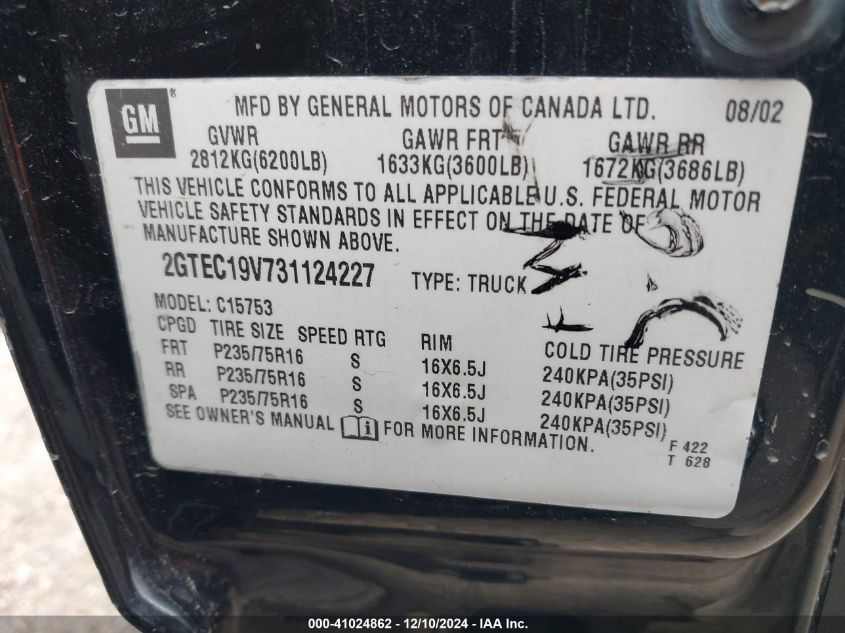 GM® MFD BY GENERAL MOTORS OF CANADA LTD. 08/02
GVWR GAWR FRT GAWR RR
2812KG(6200LB) 1633KG(3600LB) 1672KG(3686LB)
THIS VEHICLE CONFORMS TO ALL APPLICABLE U.S. FEDERAL MOTOR
VEHICLE SAFETY STANDARDS IN EFFECT ON THE DATE OF
MANUFACTURE SHOWN ABOVE.
2GTEC19V731124227 TYPE: TRUCK
MODEL: C15753
CPGD TIRE SIZE SPEED RTG RIM COLD TIRE PRESSURE
FRT P235/75R16 S 16X6.5J 240KPA(35PSI)
RR P235/75R16 S 16X6.5J 240KPA(35PSI)
SPA P235/75R16 S 16X6.5J 240KPA(35PSI)
SEE OWNER'S MANUAL i FOR MORE INFORMATION.
F 422
T 628
000-41024862 - 12/10/2024 - IAA Inc.